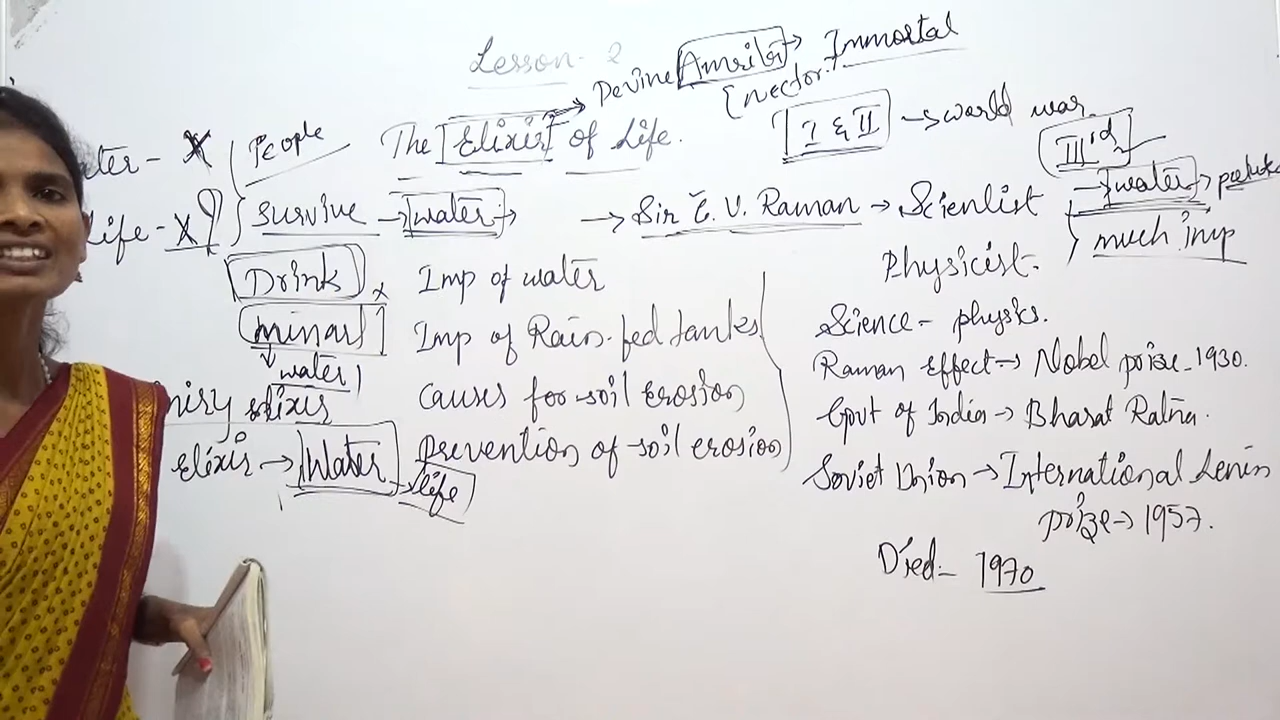 Lesson - 2
Devine Amrita → Immortal
[nector.]
The Elixir of Life.
I & II → world war
III rd
water -
Life -
People
survive → water →
→ Sir C. V. Raman → Scientist
Physicist.
→ water →
much imp
Drink
water
elixir
elixir → Water → life
Imp of water
Imp of Rain-fed tanks
Causes for soil erosion
Prevention of soil erosion
Science - physics.
Raman Effect → Nobel prize - 1930.
Govt of India → Bharat Ratna.
Soviet Union → International Lenin
prize → 1957.
Died - 1970